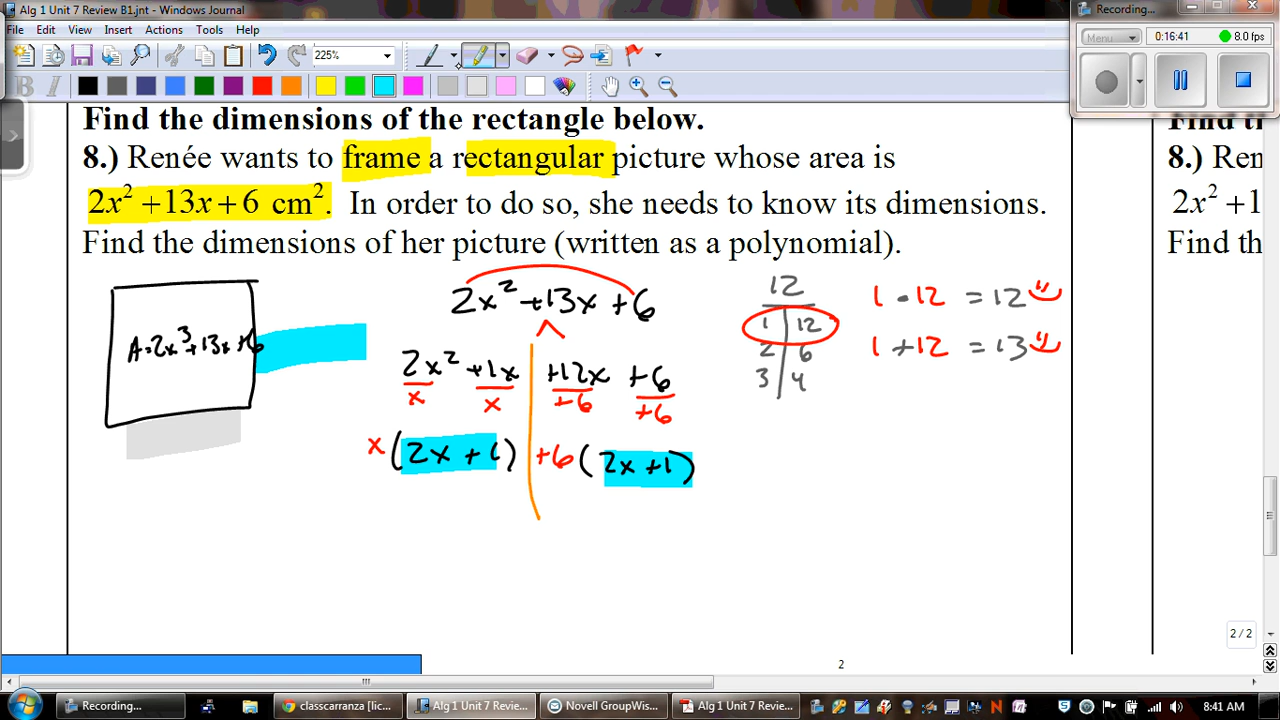 Alg 1 Unit 7 Review B1.jnt - Windows Journal
Recording...
File Edit View Insert Actions Tools Help
Menu
0:16:41
8.0 fps
225%
B I
Find the dimensions of the rectangle below.
8.) Renée wants to frame a rectangular picture whose area is
2x² +13x+6 cm². In order to do so, she needs to know its dimensions.
Find the dimensions of her picture (written as a polynomial).
8.) Ren
2x² +1
Find th
A=2x³+13x+6
2x² +13x +6
2x² +1x +12x +6
x x +6 +6
x(2x+1) +6(2x+1)
12
1 12
2 6
3 4
1 • 12 = 12
1 + 12 = 13
2
2 / 2
Recording...
classcarranza [lic...
Alg 1 Unit 7 Revie...
Novell GroupWis...
Alg 1 Unit 7 Revie...
8:41 AM